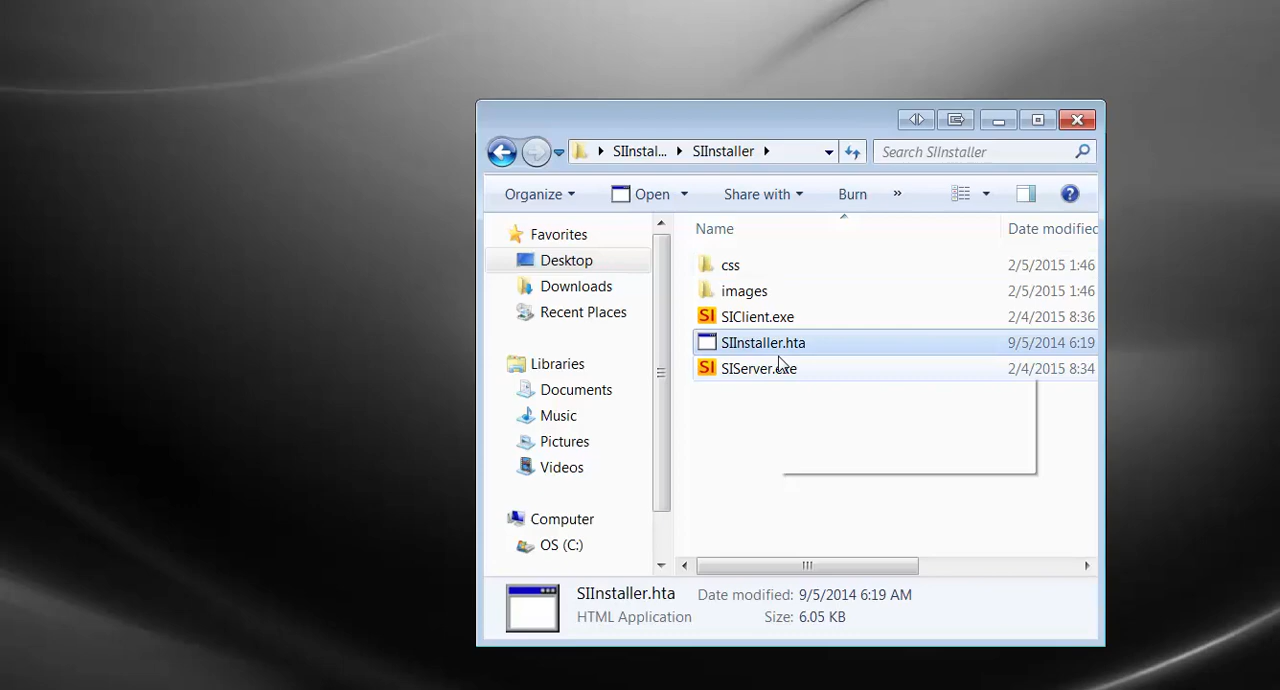 SIInstal... SIInstaller Search SIInstaller
Organize Open Share with Burn »
Name Date modified
Favorites
Desktop
Downloads
Recent Places
Libraries
Documents
Music
Pictures
Videos
Computer
OS (C:)
css 2/5/2015 1:46
images 2/5/2015 1:46
SI SIClient.exe 2/4/2015 8:36
SIInstaller.hta 9/5/2014 6:19
SI SIServer.exe 2/4/2015 8:34
SIInstaller.hta Date modified: 9/5/2014 6:19 AM
HTML Application Size: 6.05 KB